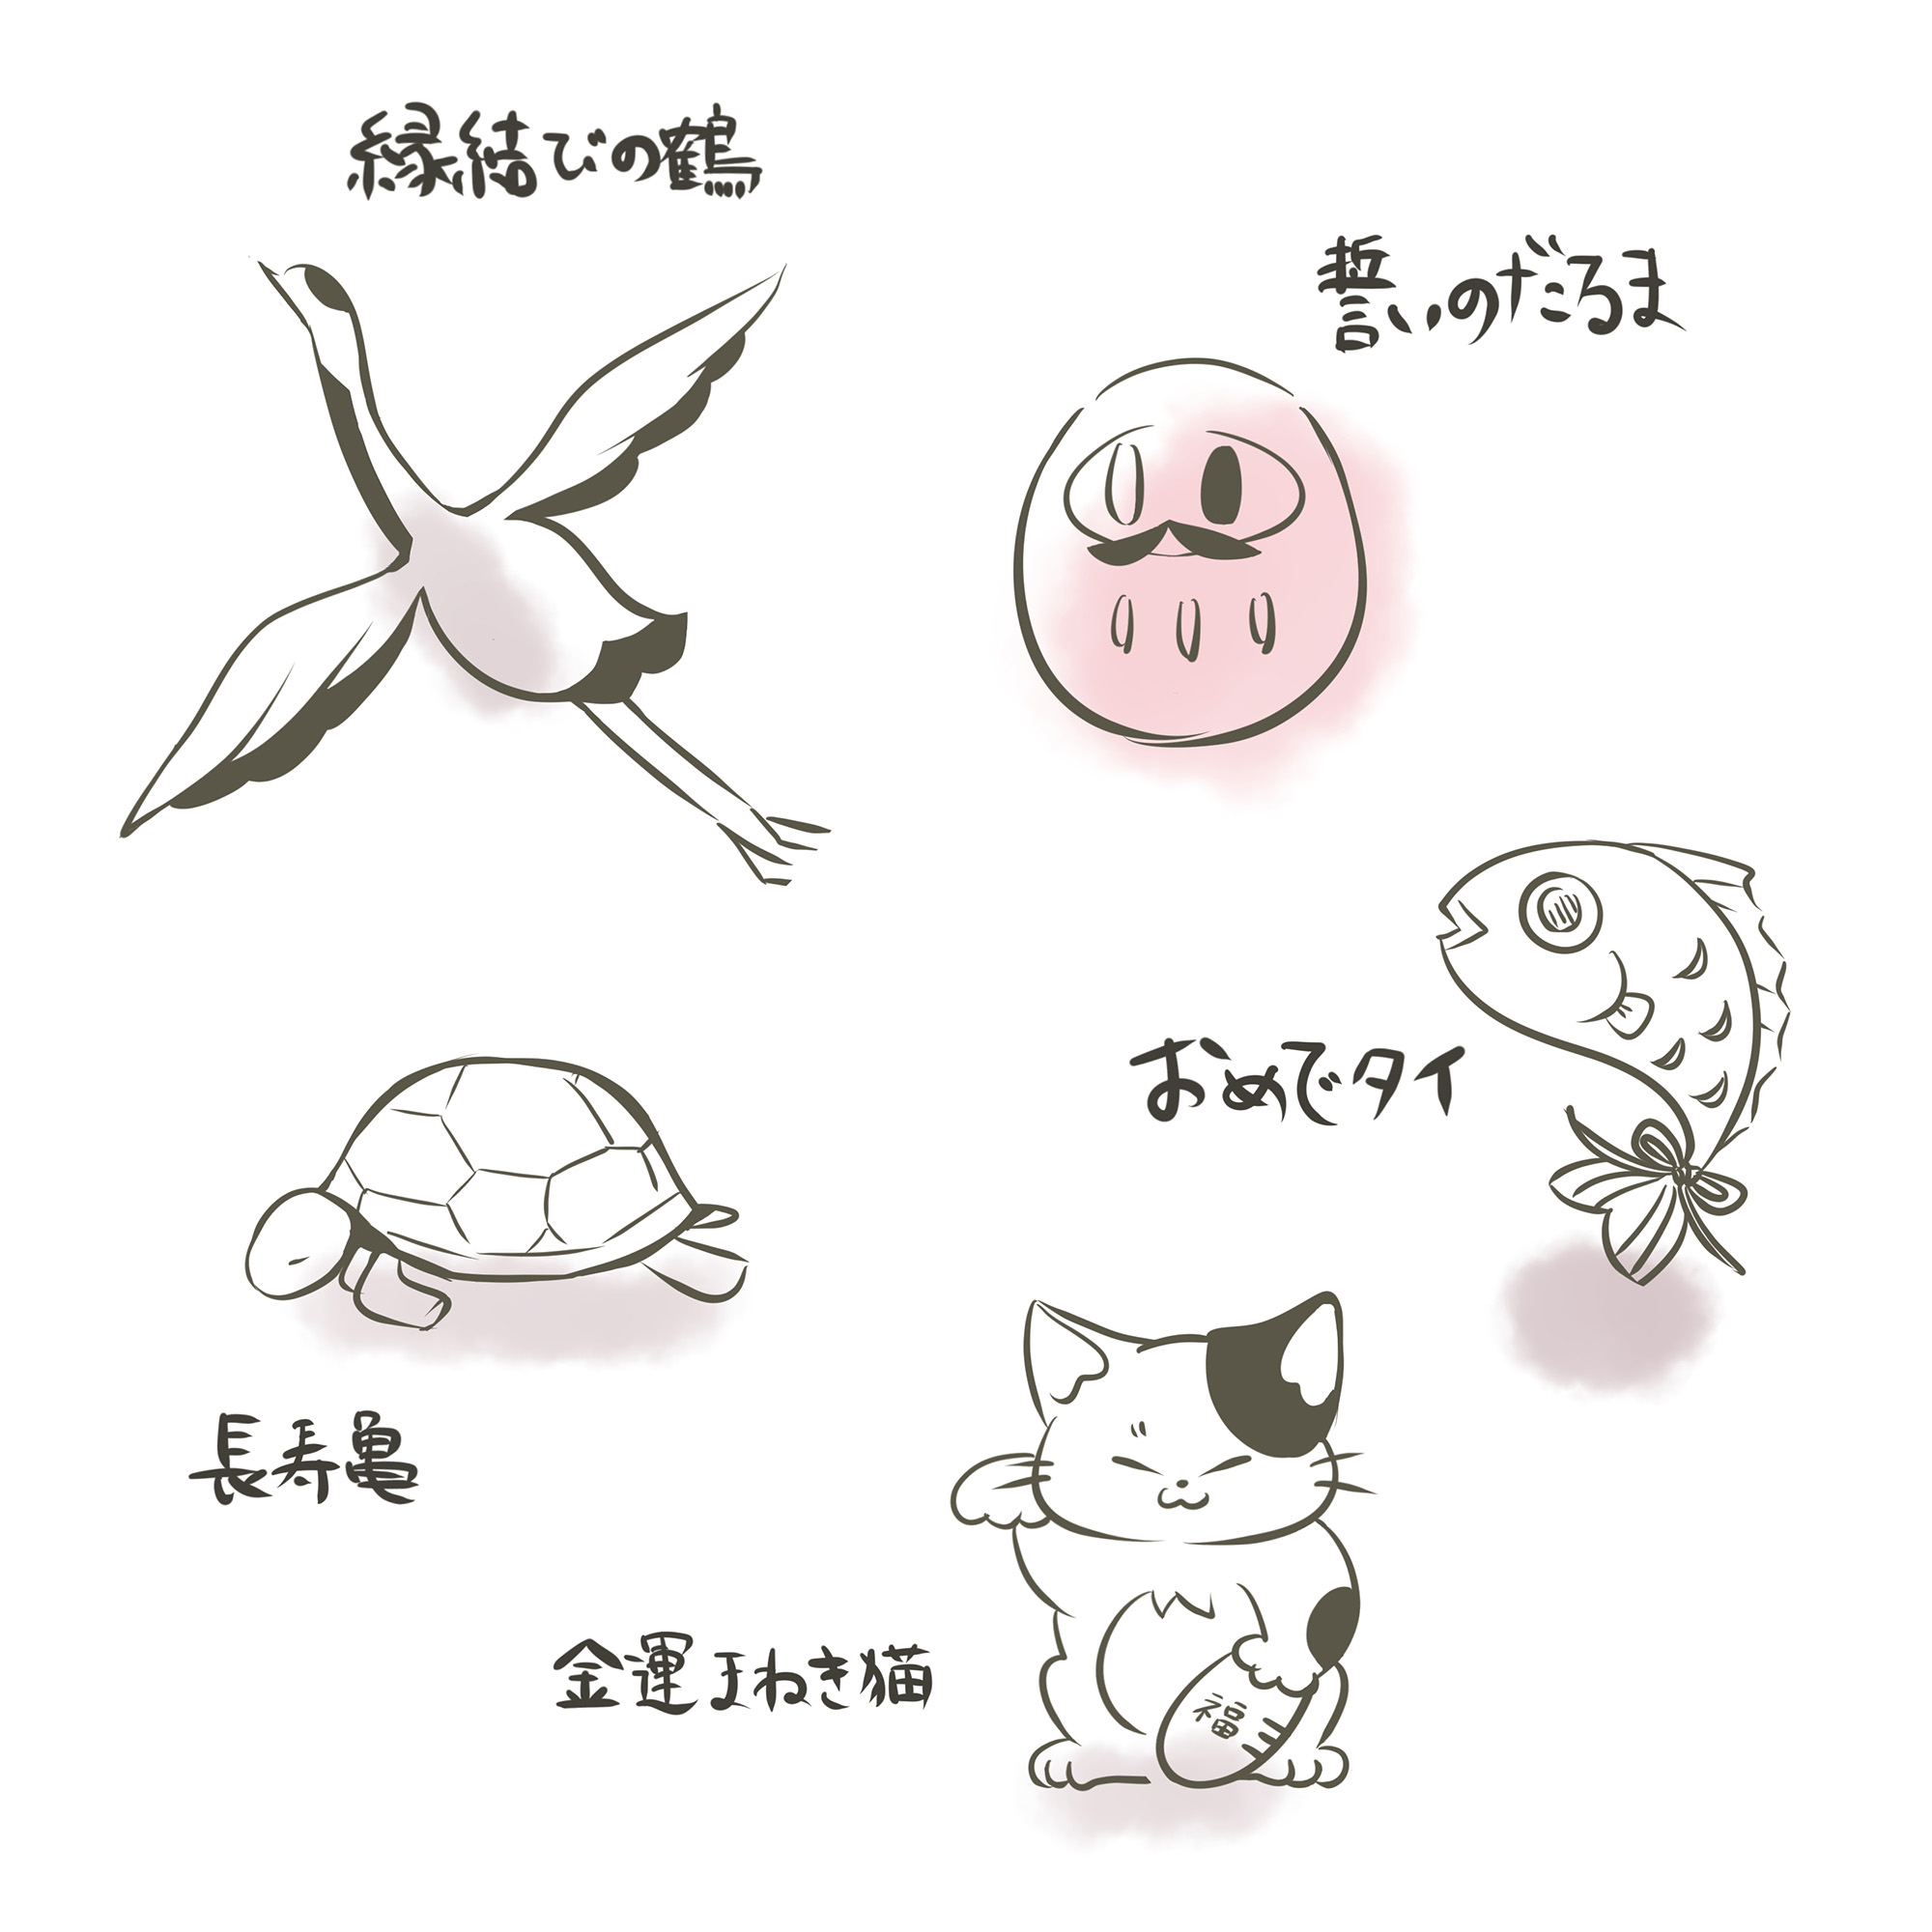 縁結びの鶴
誓いのだるま
おめでタイ
長寿亀
金運まねき猫
福